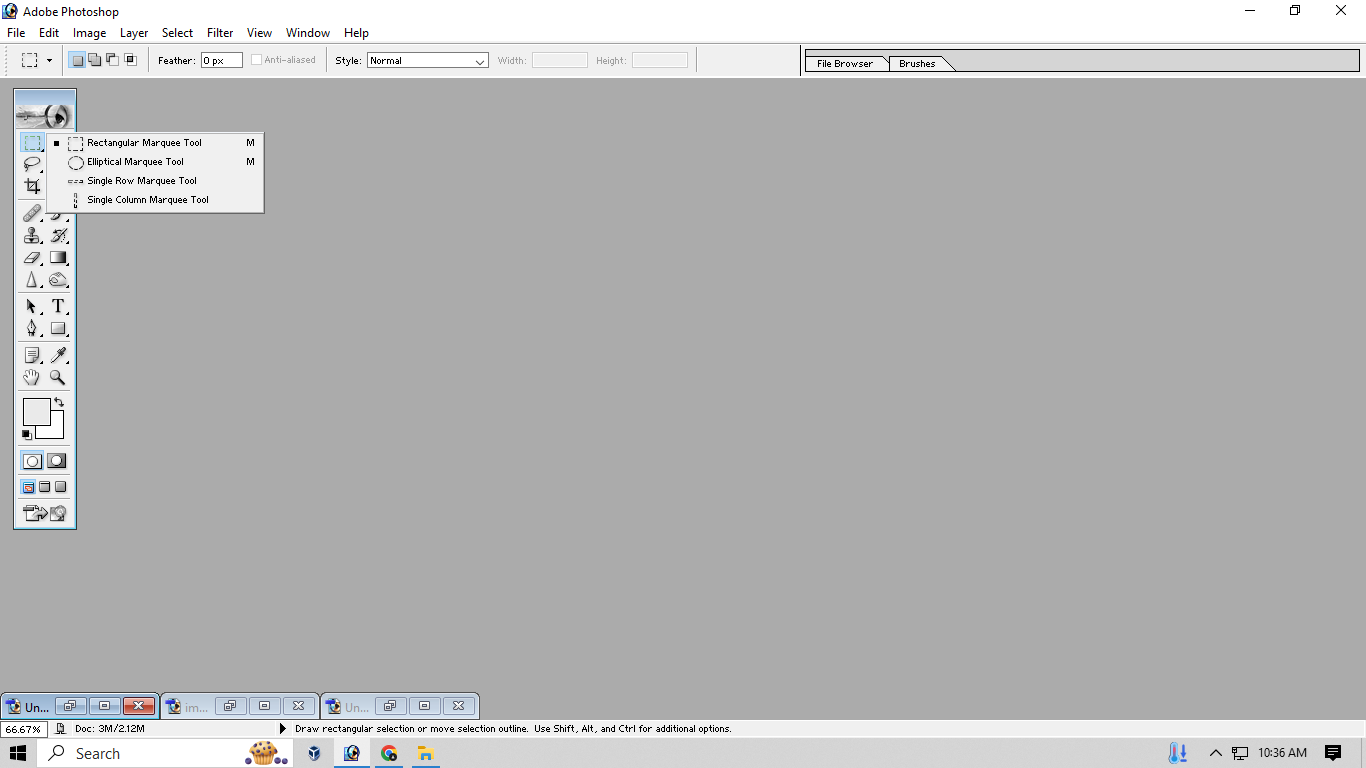 Adobe Photoshop
File Edit Image Layer Select Filter View Window Help
Feather: 0 px Anti-aliased Style: Normal Width: Height: File Browser Brushes
Rectangular Marquee Tool M
Elliptical Marquee Tool M
Single Row Marquee Tool
Single Column Marquee Tool
T
Un... im... Un...
66.67% Doc: 3M/2.12M Draw rectangular selection or move selection outline. Use Shift, Alt, and Ctrl for additional options.
Search 10:36 AM